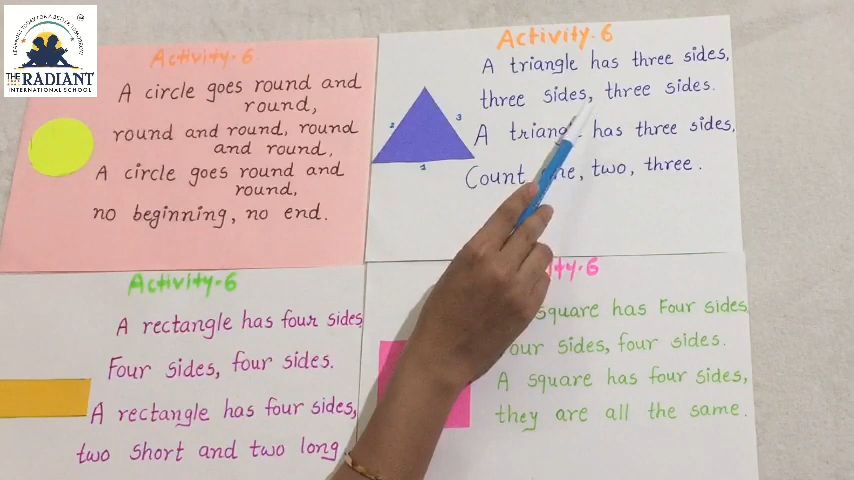 THE RADIANT
INTERNATIONAL SCHOOL
Activity-6
A circle goes round and
round,
round and round, round
and round,
A circle goes round and
round,
no beginning, no end.
Activity-6
A triangle has three sides,
three sides, three sides.
2
3
1
A has three sides,
Count two, three.
Activity-6
A rectangle has four sides,
Four sides, four sides.
A rectangle has four sides,
two short and two long
6
square has Four sides
sides, four sides.
A square has four sides,
they are all the same.